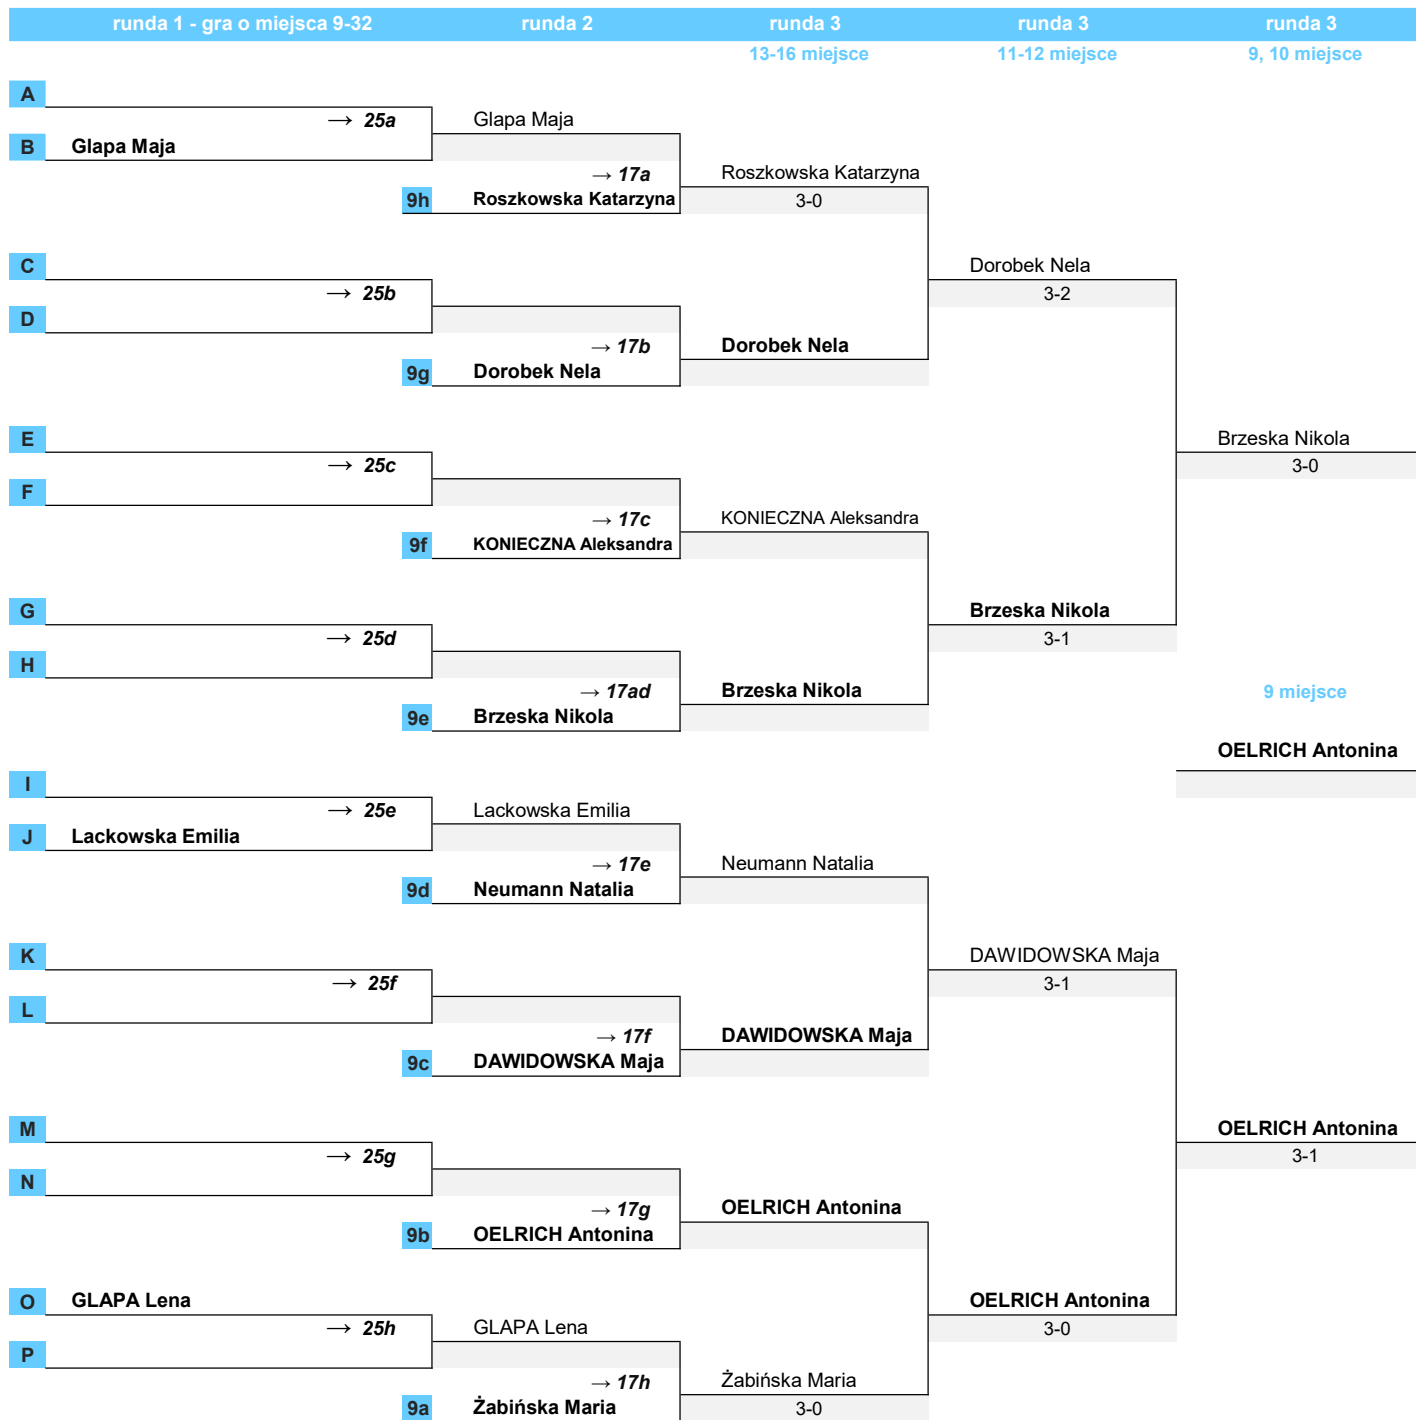 runda 1 - gra o miejsca 9-32 runda 2 runda 3 runda 3 runda 3
13-16 miejsce 11-12 miejsce 9, 10 miejsce
A
→ 25a Glapa Maja
B Glapa Maja
→ 17a Roszkowska Katarzyna
9h Roszkowska Katarzyna 3-0
C Dorobek Nela
→ 25b 3-2
D
→ 17b Dorobek Nela
9g Dorobek Nela
E Brzeska Nikola
→ 25c 3-0
F
→ 17c KONIECZNA Aleksandra
9f KONIECZNA Aleksandra
G Brzeska Nikola
→ 25d 3-1
H
→ 17ad Brzeska Nikola 9 miejsce
9e Brzeska Nikola
OELRICH Antonina
I
→ 25e Lackowska Emilia
J Lackowska Emilia
→ 17e Neumann Natalia
9d Neumann Natalia
K DAWIDOWSKA Maja
→ 25f 3-1
L
→ 17f DAWIDOWSKA Maja
9c DAWIDOWSKA Maja
M OELRICH Antonina
→ 25g 3-1
N
→ 17g OELRICH Antonina
9b OELRICH Antonina
O GLAPA Lena OELRICH Antonina
→ 25h GLAPA Lena 3-0
P
→ 17h Żabińska Maria
9a Żabińska Maria 3-0